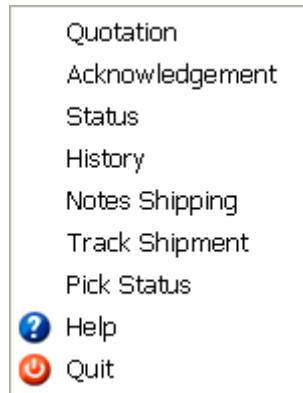 Quotation
Acknowledgement
Status
History
Notes Shipping
Track Shipment
Pick Status
Help
Quit